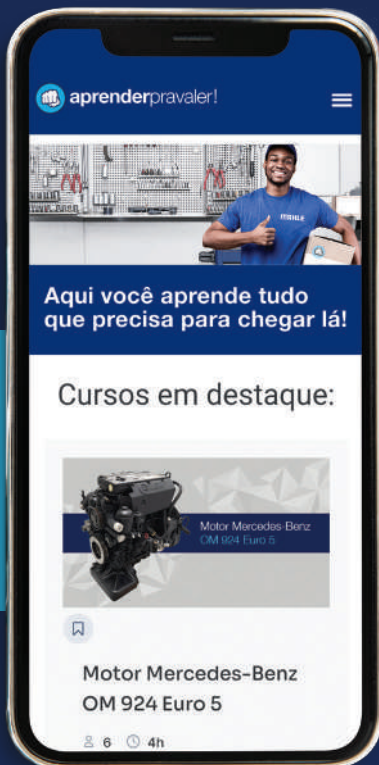 aprenderpravaler!
MAHLE
Aqui você aprende tudo
que precisa para chegar lá!
Cursos em destaque:
Motor Mercedes-Benz
OM 924 Euro 5
Motor Mercedes-Benz
OM 924 Euro 5
6 4h